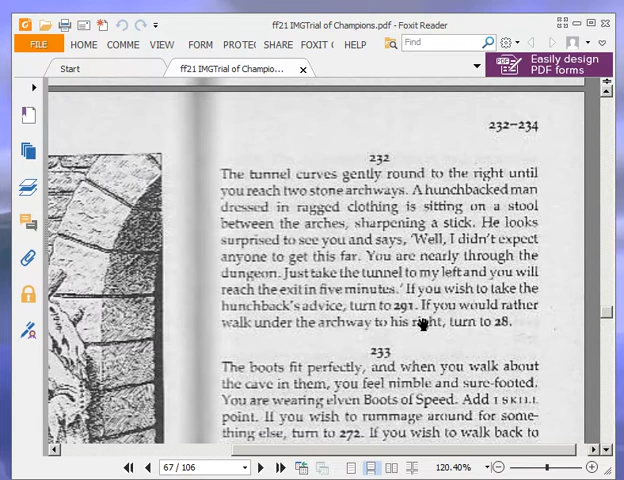 ff21 IMGTrial of Champions.pdf - Foxit Reader
FILE HOME COMME VIEW FORM PROTE SHARE FOXIT ( HELP Find
Start ff21 IMGTrial of Champio... Easily design
PDF forms
232–234
232
The tunnel curves gently round to the right until
you reach two stone archways. A hunchbacked man
dressed in ragged clothing is sitting on a stool
between the arches, sharpening a stick. He looks
surprised to see you and says, 'Well, I didn't expect
anyone to get this far. You are nearly through the
dungeon. Just take the tunnel to my left and you will
reach the exit in five minutes.' If you wish to take the
hunchback's advice, turn to 291. If you would rather
walk under the archway to his right, turn to 28.
233
The boots fit perfectly, and when you walk about
the cave in them, you feel nimble and sure-footed.
You are wearing elven Boots of Speed. Add 1 SKILL
point. If you wish to rummage around for some-
thing else, turn to 272. If you wish to walk back to
67 / 106 120.40%